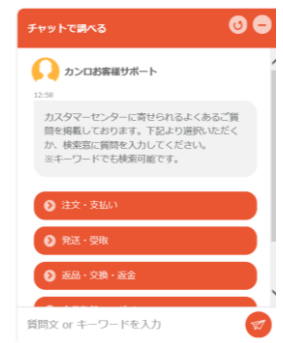 チャットで調べる
カンロお客様サポート
12:58
カスタマーセンターに寄せられるよくあるご質
問を掲載しております。下記より選択いただく
か、検索窓に質問を入力してください。
※キーワードでも検索可能です。
注文・支払い
発送・受取
返品・交換・返金
質問文 or キーワードを入力